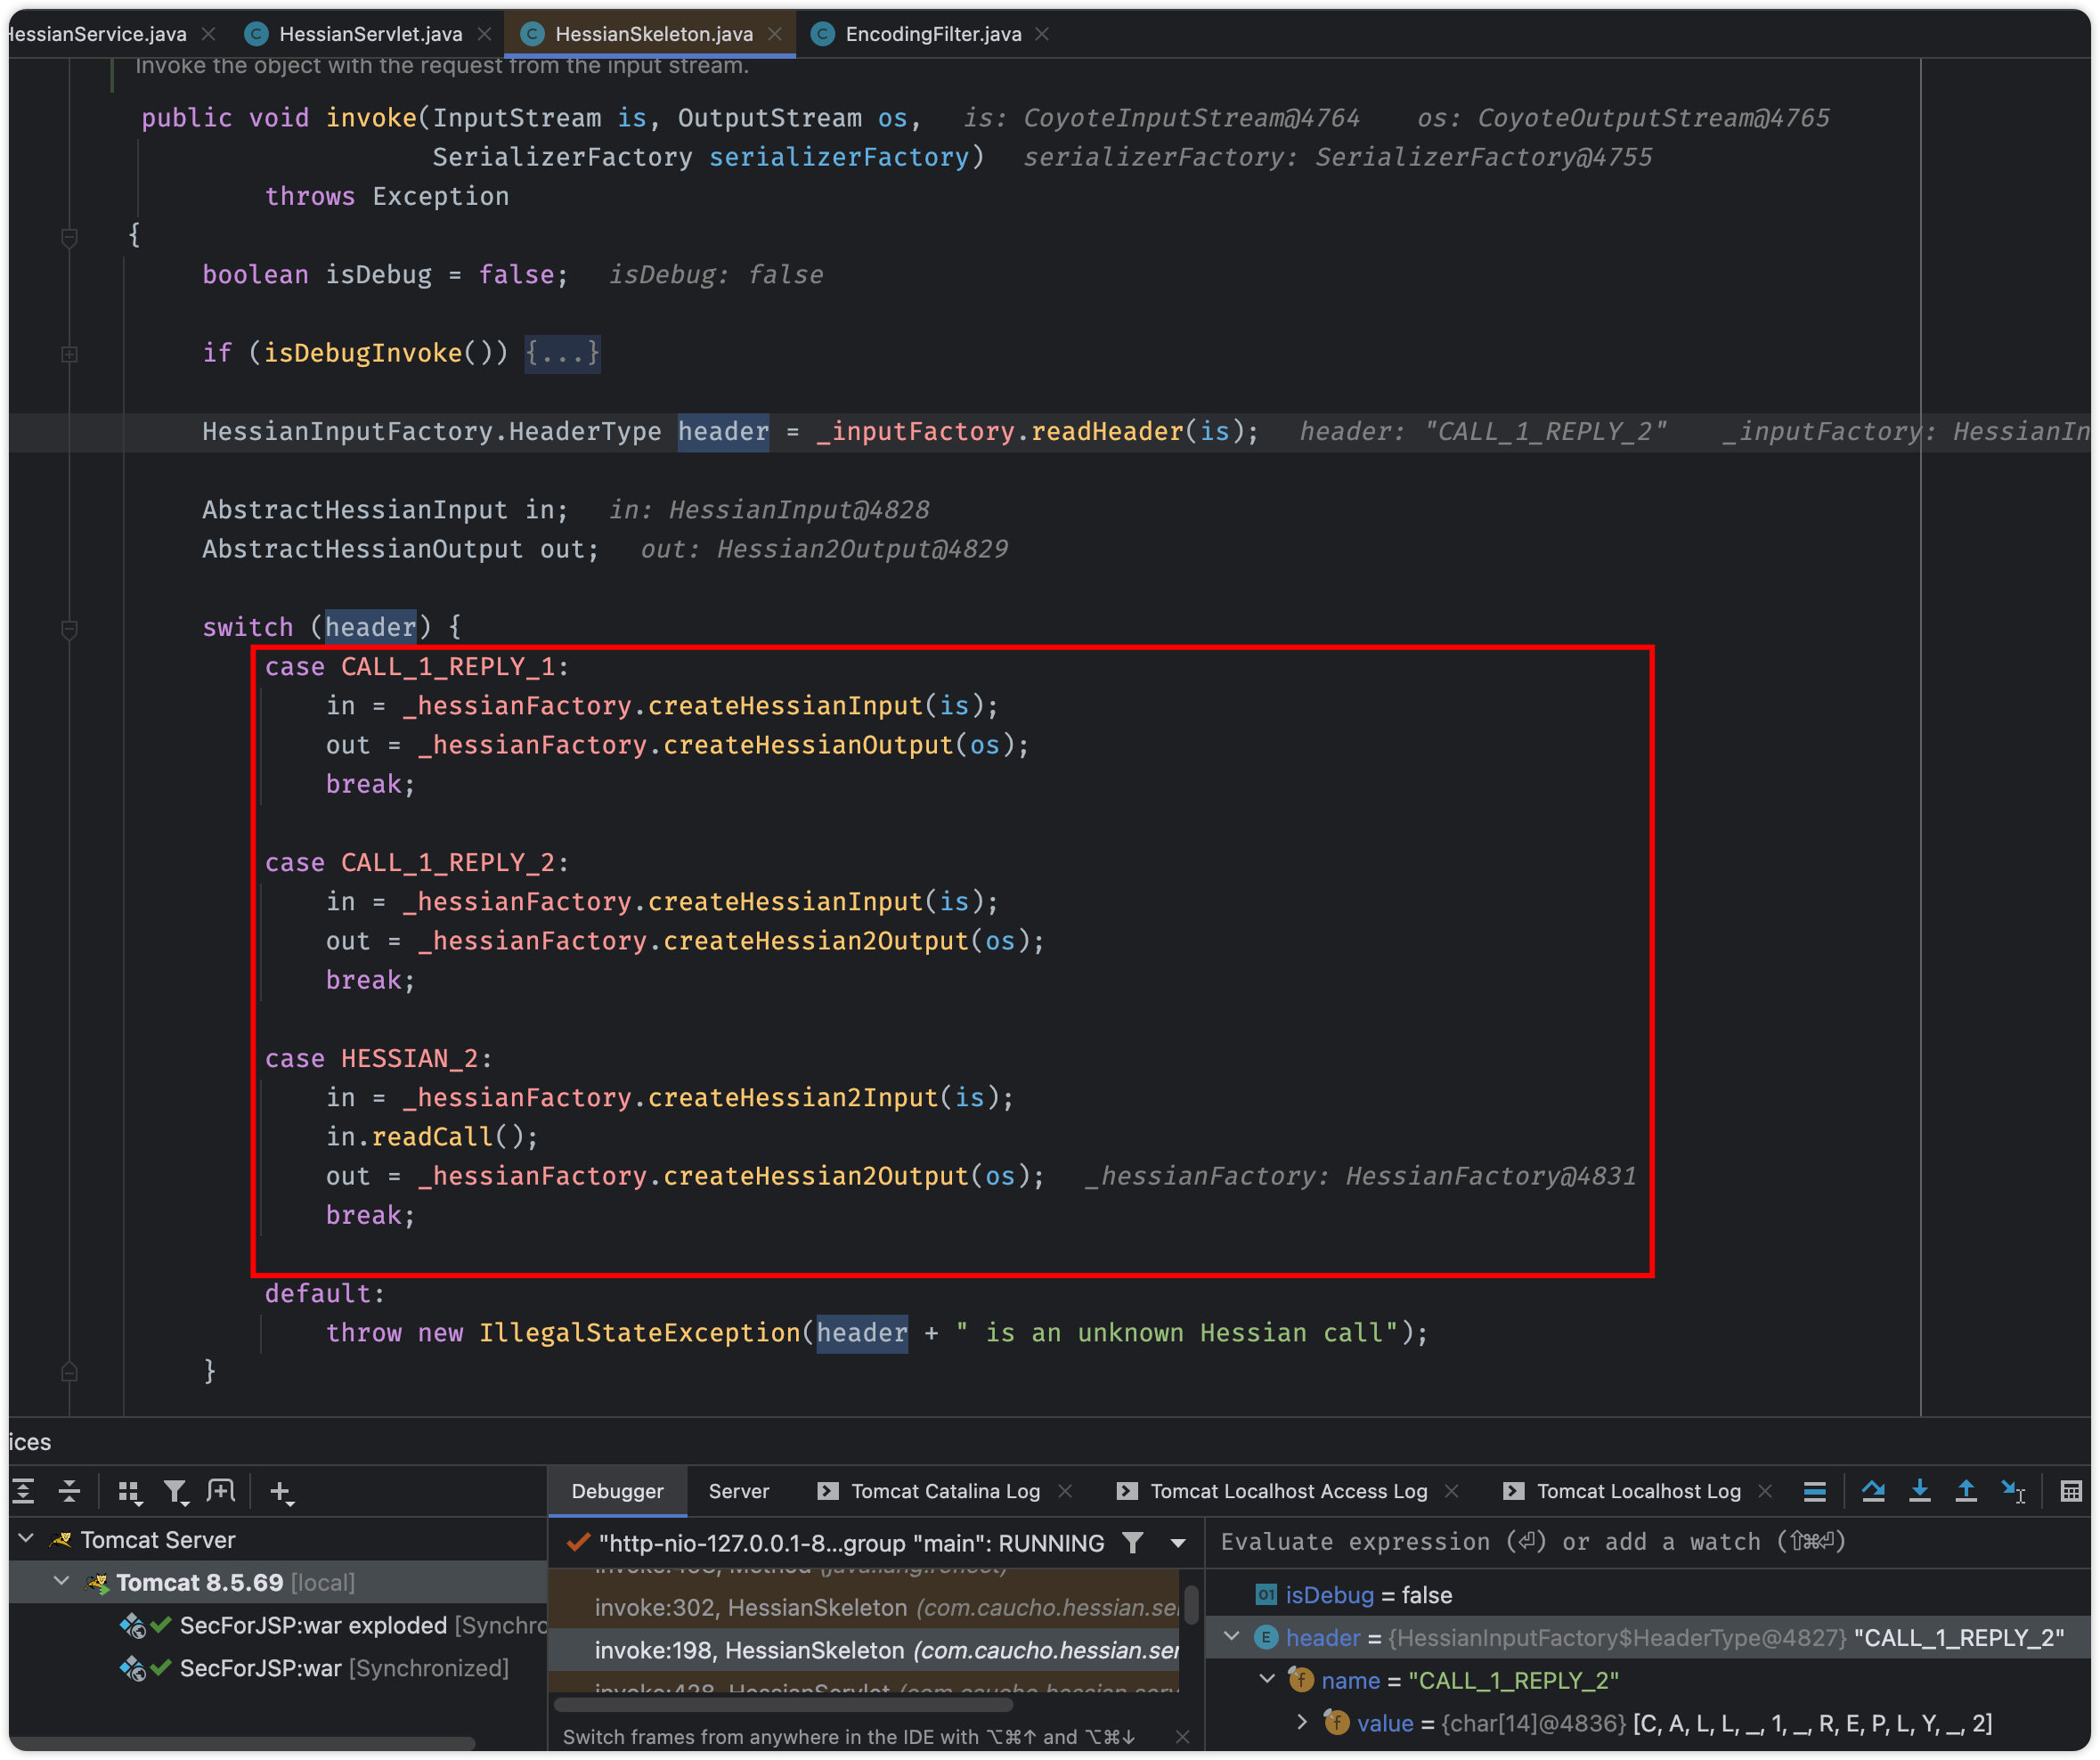 HessianService.java
HessianServlet.java
HessianSkeleton.java
EncodingFilter.java
Invoke the object with the request from the input stream.
public void invoke(InputStream is, OutputStream os,   is: CoyoteInputStream@4764   os: CoyoteOutputStream@4765
SerializerFactory serializerFactory)   serializerFactory: SerializerFactory@4755
throws Exception
{
boolean isDebug = false;   isDebug: false
if (isDebugInvoke()) {...}
HessianInputFactory.HeaderType header = _inputFactory.readHeader(is);   header: "CALL_1_REPLY_2"   _inputFactory: HessianIn
AbstractHessianInput in;   in: HessianInput@4828
AbstractHessianOutput out;   out: Hessian2Output@4829
switch (header) {
case CALL_1_REPLY_1:
in = _hessianFactory.createHessianInput(is);
out = _hessianFactory.createHessianOutput(os);
break;
case CALL_1_REPLY_2:
in = _hessianFactory.createHessianInput(is);
out = _hessianFactory.createHessian2Output(os);
break;
case HESSIAN_2:
in = _hessianFactory.createHessian2Input(is);
in.readCall();
out = _hessianFactory.createHessian2Output(os);   _hessianFactory: HessianFactory@4831
break;
default:
throw new IllegalStateException(header + " is an unknown Hessian call");
}
ices
Debugger
Server
Tomcat Catalina Log
Tomcat Localhost Access Log
Tomcat Localhost Log
Tomcat Server
Tomcat 8.5.69 [local]
SecForJSP:war exploded [Synchro
SecForJSP:war [Synchronized]
"http-nio-127.0.0.1-8...group "main": RUNNING
invoke:302, HessianSkeleton (com.caucho.hessian.se
invoke:198, HessianSkeleton (com.caucho.hessian.ser
invoke:428, HessianServlet (com.caucho.hessian.serv
Switch frames from anywhere in the IDE with ⌥⌘↑ and ⌥⌘↓
Evaluate expression (⏎) or add a watch (⇧⌘⏎)
isDebug = false
header = {HessianInputFactory$HeaderType@4827} "CALL_1_REPLY_2"
name = "CALL_1_REPLY_2"
value = {char[14]@4836} [C, A, L, L, _, 1, _, R, E, P, L, Y, _, 2]